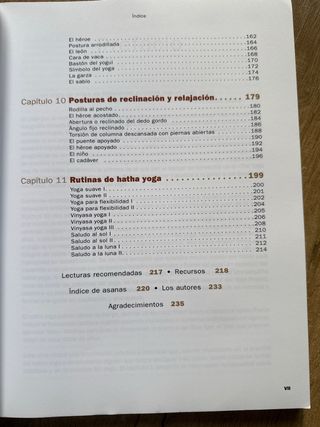 Índice
El héroe . . . . . . . . . . 162
Postura arrodillada . . . . . . . . . . 164
El león . . . . . . . . . . 166
Cara de vaca . . . . . . . . . . 168
Bastón del yogui . . . . . . . . . . 170
Símbolo del yoga . . . . . . . . . . 172
La garza . . . . . . . . . . 174
El sabio . . . . . . . . . . 176
Capítulo 10 Posturas de reclinación y relajación. . . . . . 179
Rodilla al pecho . . . . . . . . . . 180
El héroe acostado . . . . . . . . . . 182
Abertura o reclinado del dedo gordo . . . . . . . . . . 184
Ángulo fijo reclinado . . . . . . . . . . 186
Torsión de columna descansada con piernas abiertas . . . . . . . . . . 188
El puente apoyado . . . . . . . . . . 190
El héroe apoyado . . . . . . . . . . 192
El niño . . . . . . . . . . 194
El cadáver . . . . . . . . . . 196
Capítulo 11 Rutinas de hatha yoga . . . . . . . . . . 199
Yoga suave I . . . . . . . . . . 200
Yoga suave II . . . . . . . . . . 201
Yoga para flexibilidad I . . . . . . . . . . 202
Yoga para flexibilidad II . . . . . . . . . . 204
Vinyasa yoga I . . . . . . . . . . 205
Vinyasa yoga II . . . . . . . . . . 206
Vinyasa yoga III . . . . . . . . . . 208
Saludo al sol I . . . . . . . . . . 210
Saludo al sol II . . . . . . . . . . 211
Saludo a la luna I . . . . . . . . . . 212
Saludo a la luna II . . . . . . . . . . 214
Lecturas recomendadas 217 • Recursos 218
Índice de asanas 220 • Los autores 233
Agradecimientos 235
VII